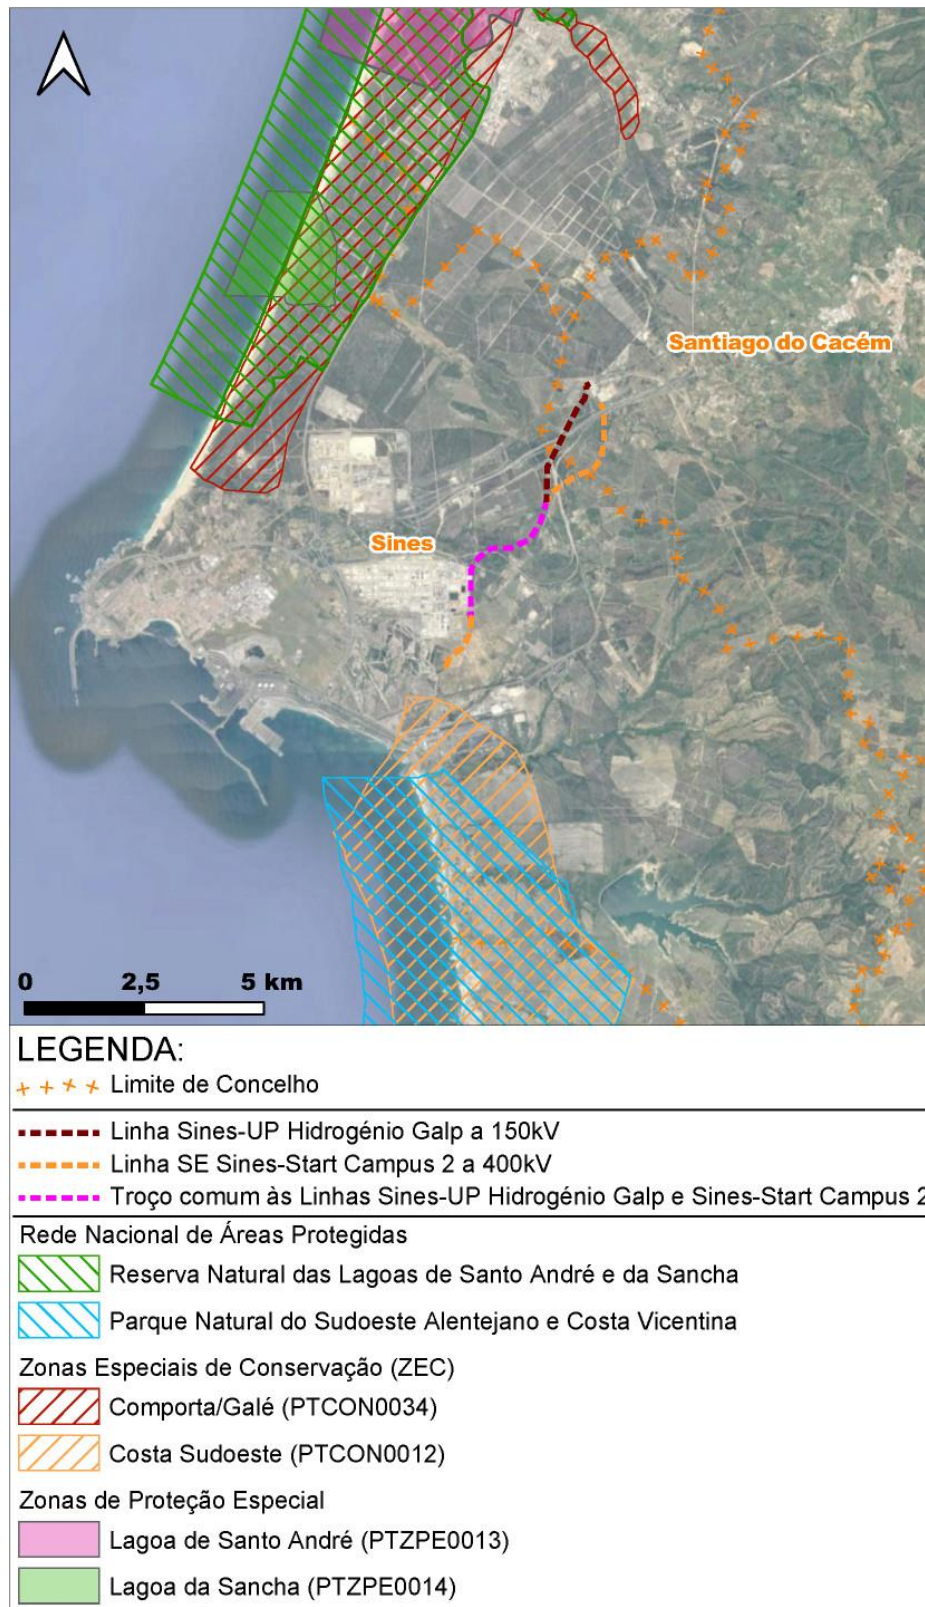 Santiago do Cacém
Sines
0 2,5 5 km
LEGENDA:
Limite de Concelho
Linha Sines-UP Hidrogénio Galp a 150kV
Linha SE Sines-Start Campus 2 a 400kV
Troço comum às Linhas Sines-UP Hidrogénio Galp e Sines-Start Campus 2
Rede Nacional de Áreas Protegidas
Reserva Natural das Lagoas de Santo André e da Sancha
Parque Natural do Sudoeste Alentejano e Costa Vicentina
Zonas Especiais de Conservação (ZEC)
Comporta/Galé (PTCON0034)
Costa Sudoeste (PTCON0012)
Zonas de Proteção Especial
Lagoa de Santo André (PTZPE0013)
Lagoa da Sancha (PTZPE0014)